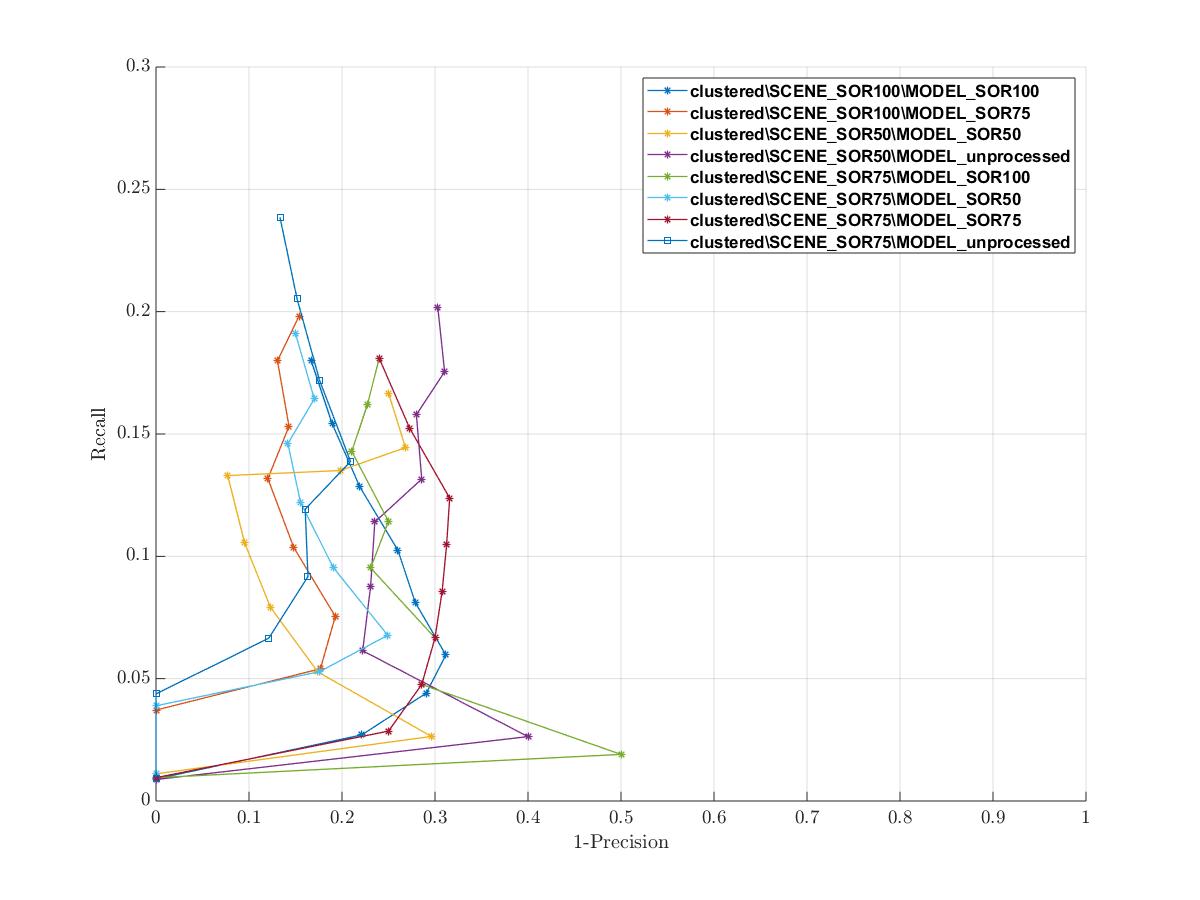 0.3
0.25
0.2
0.15
0.1
0.05
0
Recall
clustered\SCENE_SOR100\MODEL_SOR100
clustered\SCENE_SOR100\MODEL_SOR75
clustered\SCENE_SOR50\MODEL_SOR50
clustered\SCENE_SOR50\MODEL_unprocessed
clustered\SCENE_SOR75\MODEL_SOR100
clustered\SCENE_SOR75\MODEL_SOR50
clustered\SCENE_SOR75\MODEL_SOR75
clustered\SCENE_SOR75\MODEL_unprocessed
0 0.1 0.2 0.3 0.4 0.5 0.6 0.7 0.8 0.9 1
1-Precision